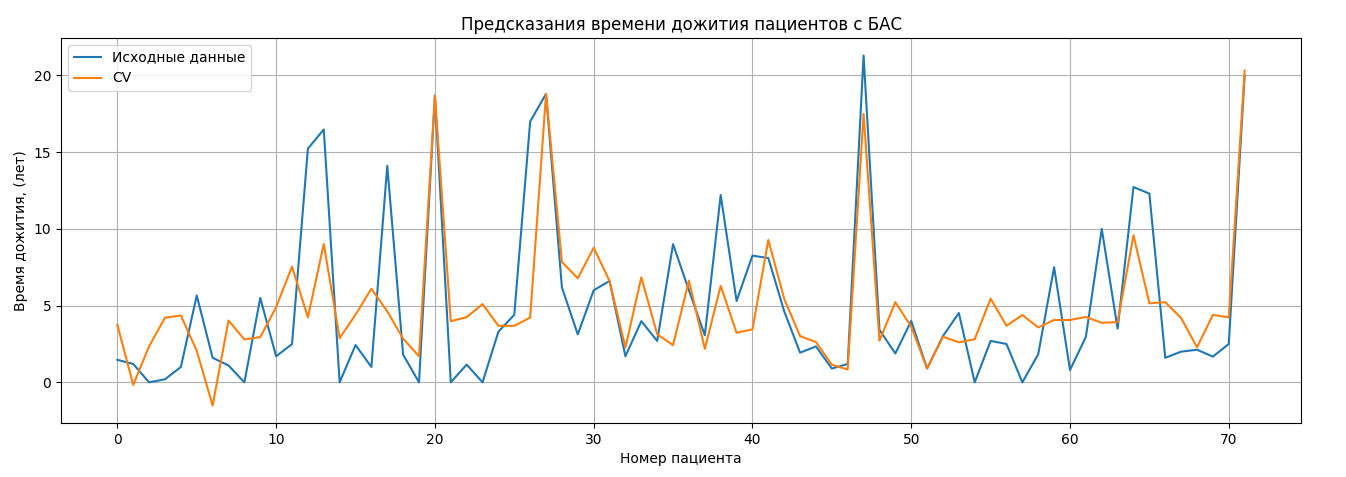 Предсказания времени дожития пациентов с БАС
Исходные данные
CV
Время дожития, (лет)
20
15
10
5
0
0 10 20 30 40 50 60 70
Номер пациента